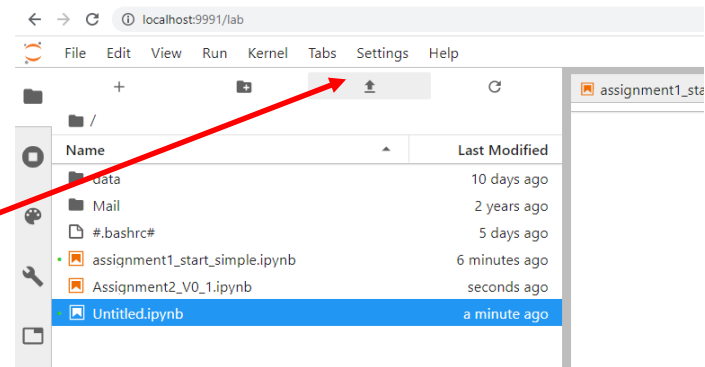 localhost:9991/lab
File Edit View Run Kernel Tabs Settings Help
assignment1_sta
/
Name Last Modified
data 10 days ago
Mail 2 years ago
#.bashrc# 5 days ago
assignment1_start_simple.ipynb 6 minutes ago
Assignment2_V0_1.ipynb seconds ago
Untitled.ipynb a minute ago